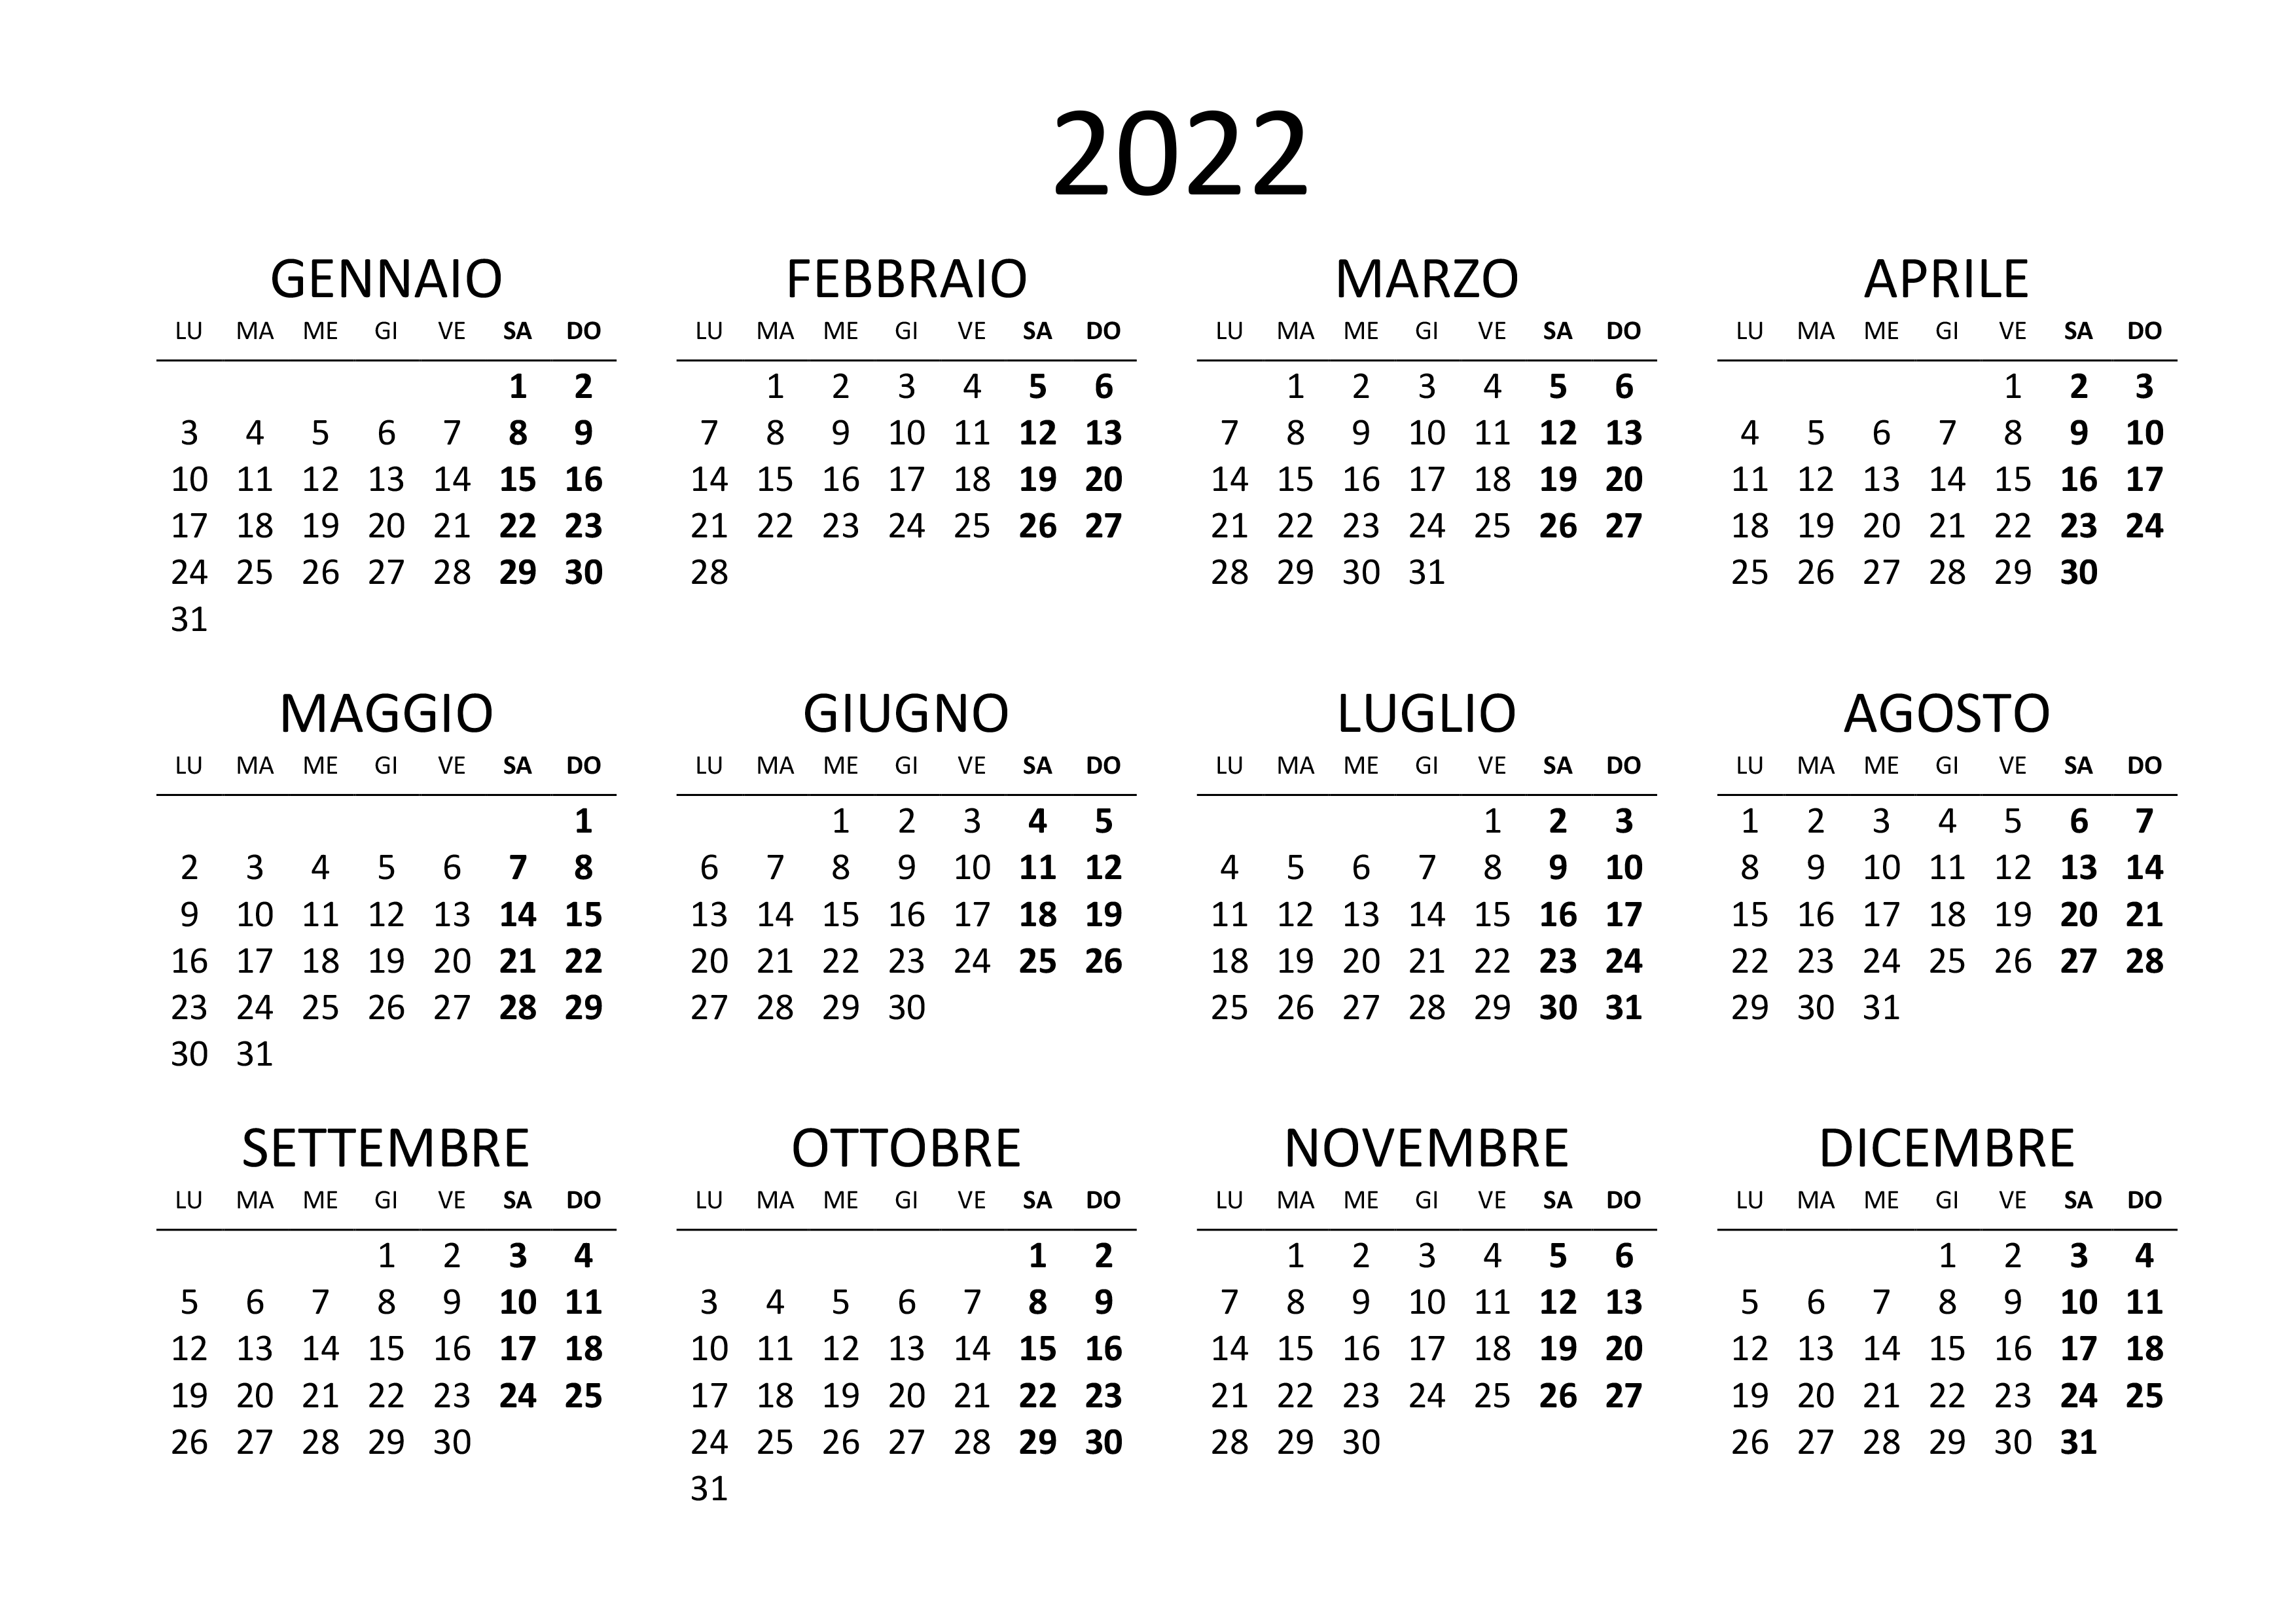 2022
GENNAIO FEBBRAIO MARZO APRILE
LU MA ME GI VE SA DO LU MA ME GI VE SA DO LU MA ME GI VE SA DO LU MA ME GI VE SA DO
1 2 1 2 3 4 5 6 1 2 3 4 5 6 1 2 3
3 4 5 6 7 8 9 7 8 9 10 11 12 13 7 8 9 10 11 12 13 4 5 6 7 8 9 10
10 11 12 13 14 15 16 14 15 16 17 18 19 20 14 15 16 17 18 19 20 11 12 13 14 15 16 17
17 18 19 20 21 22 23 21 22 23 24 25 26 27 21 22 23 24 25 26 27 18 19 20 21 22 23 24
24 25 26 27 28 29 30 28 28 29 30 31 25 26 27 28 29 30
31
MAGGIO GIUGNO LUGLIO AGOSTO
LU MA ME GI VE SA DO LU MA ME GI VE SA DO LU MA ME GI VE SA DO LU MA ME GI VE SA DO
1 1 2 3 4 5 1 2 3 1 2 3 4 5 6 7
2 3 4 5 6 7 8 6 7 8 9 10 11 12 4 5 6 7 8 9 10 8 9 10 11 12 13 14
9 10 11 12 13 14 15 13 14 15 16 17 18 19 11 12 13 14 15 16 17 15 16 17 18 19 20 21
16 17 18 19 20 21 22 20 21 22 23 24 25 26 18 19 20 21 22 23 24 22 23 24 25 26 27 28
23 24 25 26 27 28 29 27 28 29 30 25 26 27 28 29 30 31 29 30 31
30 31
SETTEMBRE OTTOBRE NOVEMBRE DICEMBRE
LU MA ME GI VE SA DO LU MA ME GI VE SA DO LU MA ME GI VE SA DO LU MA ME GI VE SA DO
1 2 3 4 1 2 1 2 3 4 5 6 1 2 3 4
5 6 7 8 9 10 11 3 4 5 6 7 8 9 7 8 9 10 11 12 13 5 6 7 8 9 10 11
12 13 14 15 16 17 18 10 11 12 13 14 15 16 14 15 16 17 18 19 20 12 13 14 15 16 17 18
19 20 21 22 23 24 25 17 18 19 20 21 22 23 21 22 23 24 25 26 27 19 20 21 22 23 24 25
26 27 28 29 30 24 25 26 27 28 29 30 28 29 30 26 27 28 29 30 31
31